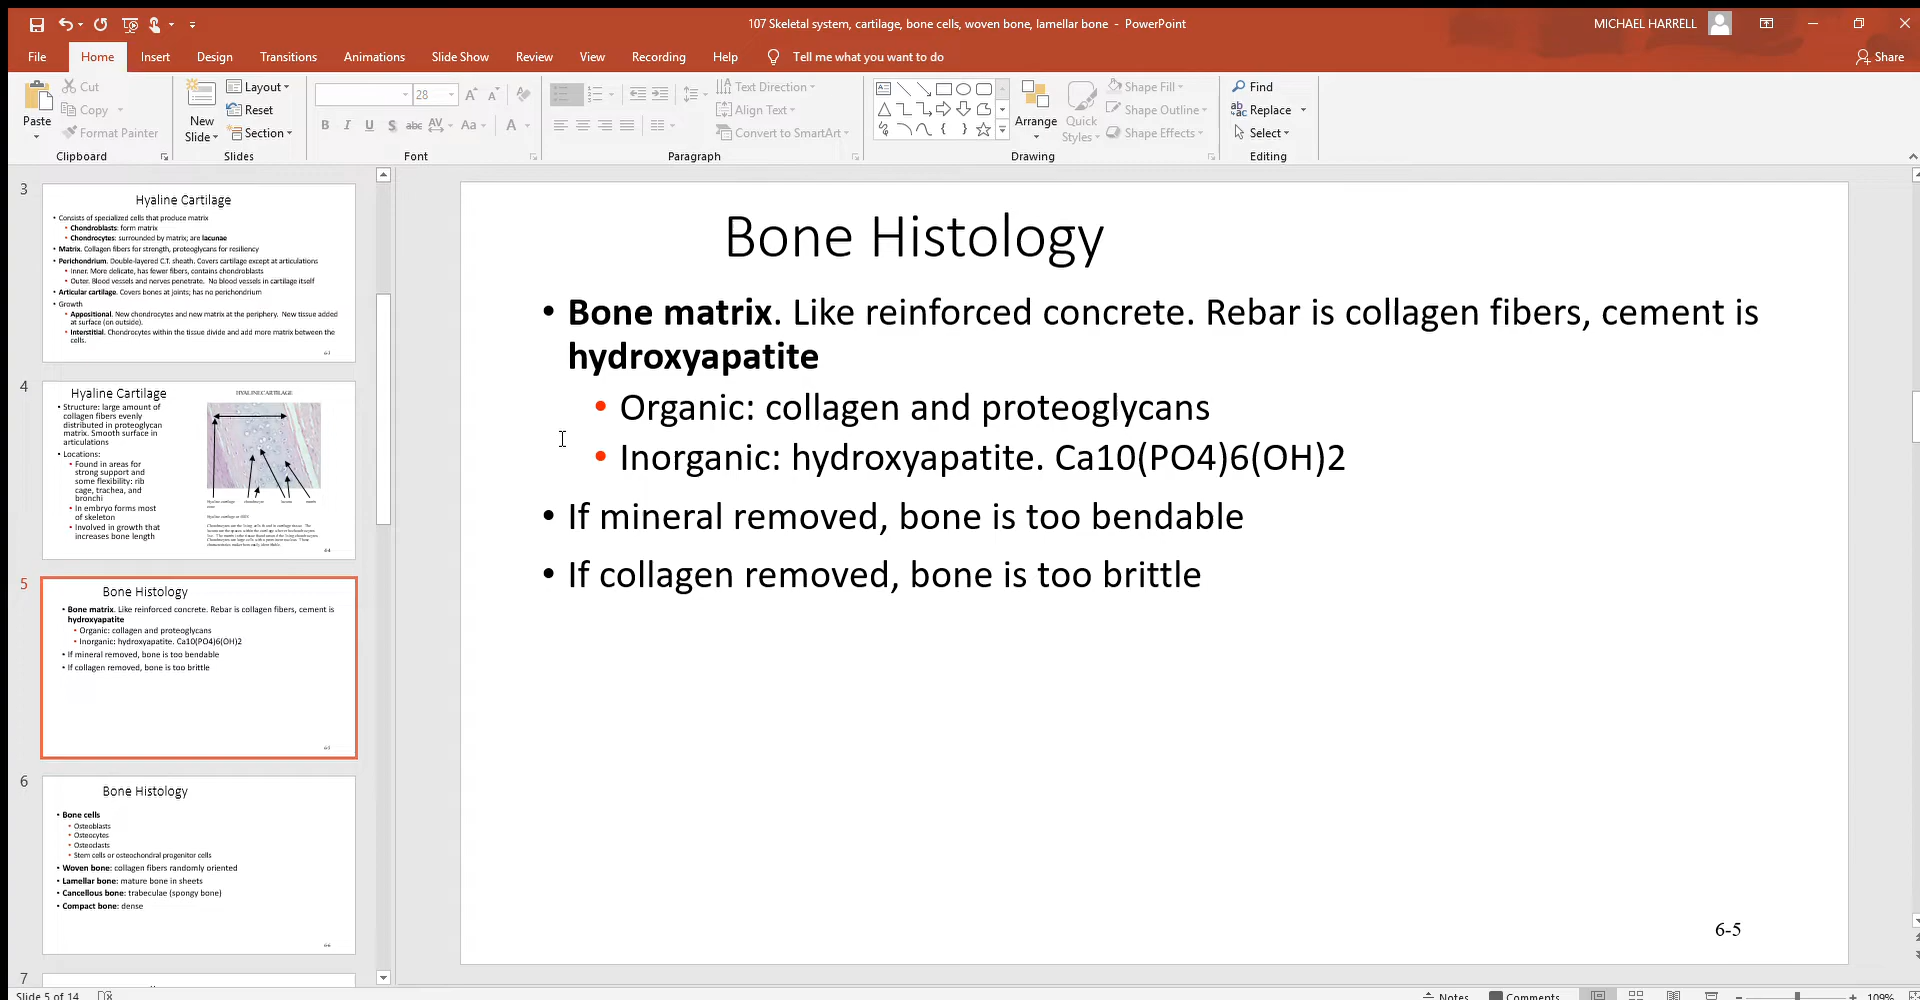 107 Skeletal system, cartilage, bone cells, woven bone, lamellar bone - PowerPoint
MICHAEL HARRELL
File Home Insert Design Transitions Animations Slide Show Review View Recording Help Tell me what you want to do
Share
Paste
Cut
Copy
Format Painter
Clipboard
New
Slide
Layout
Reset
Section
Slides
28
B I U S abc AV Aa A
Font
Text Direction
Align Text
Convert to SmartArt
Paragraph
Arrange
Quick
Styles
Shape Fill
Shape Outline
Shape Effects
Drawing
Find
Replace
Select
Editing
3
Hyaline Cartilage
• Consists of specialized cells that produce matrix
• Chondroblasts: form matrix
• Chondrocytes: surrounded by matrix; are lacunae
• Matrix. Collagen fibers for strength, proteoglycans for resiliency
• Perichondrium. Double-layered C.T. sheath. Covers cartilage except at articulations
• Inner. More delicate, has fewer fibers, contains chondroblasts
• Outer. Blood vessels and nerves penetrate. No blood vessels in cartilage itself
• Articular cartilage. Covers bones at joints; has no perichondrium
• Growth
• Appositional. New chondrocytes and new matrix at the periphery. New tissue added
at surface (on outside).
• Interstitial. Chondrocytes within the tissue divide and add more matrix between the
cells.
6-3
4
Hyaline Cartilage
• Structure: large amount of
collagen fibers evenly
distributed in proteoglycan
matrix. Smooth surface in
articulations
• Locations:
• Found in areas for
strong support and
some flexibility: rib
cage, trachea, and
bronchi
• In embryo forms most
of skeleton
• Involved in growth that
increases bone length
HYALINE CARTILAGE
6-4
5
Bone Histology
• Bone matrix. Like reinforced concrete. Rebar is collagen fibers, cement is
hydroxyapatite
• Organic: collagen and proteoglycans
• Inorganic: hydroxyapatite. Ca10(PO4)6(OH)2
• If mineral removed, bone is too bendable
• If collagen removed, bone is too brittle
6-5
6
Bone Histology
• Bone cells
• Osteoblasts
• Osteocytes
• Osteoclasts
• Stem cells or osteochondral progenitor cells
• Woven bone: collagen fibers randomly oriented
• Lamellar bone: mature bone in sheets
• Cancellous bone: trabeculae (spongy bone)
• Compact bone: dense
6-6
7
Bone Histology
• Bone matrix. Like reinforced concrete. Rebar is collagen fibers, cement is
hydroxyapatite
• Organic: collagen and proteoglycans
• Inorganic: hydroxyapatite. Ca10(PO4)6(OH)2
• If mineral removed, bone is too bendable
• If collagen removed, bone is too brittle
6-5
Slide 5 of 14
Notes
Comments
109%